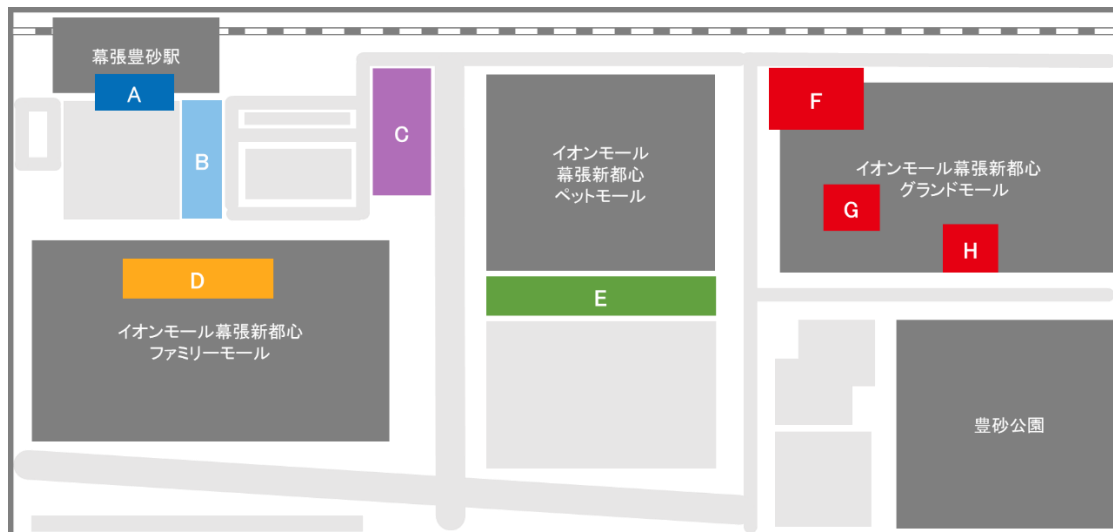 幕張豊砂駅
A
B
C
D
イオンモール幕張新都心
ファミリーモール
イオンモール
幕張新都心
ペットモール
E
F
イオンモール幕張新都心
グランドモール
G
H
豊砂公園